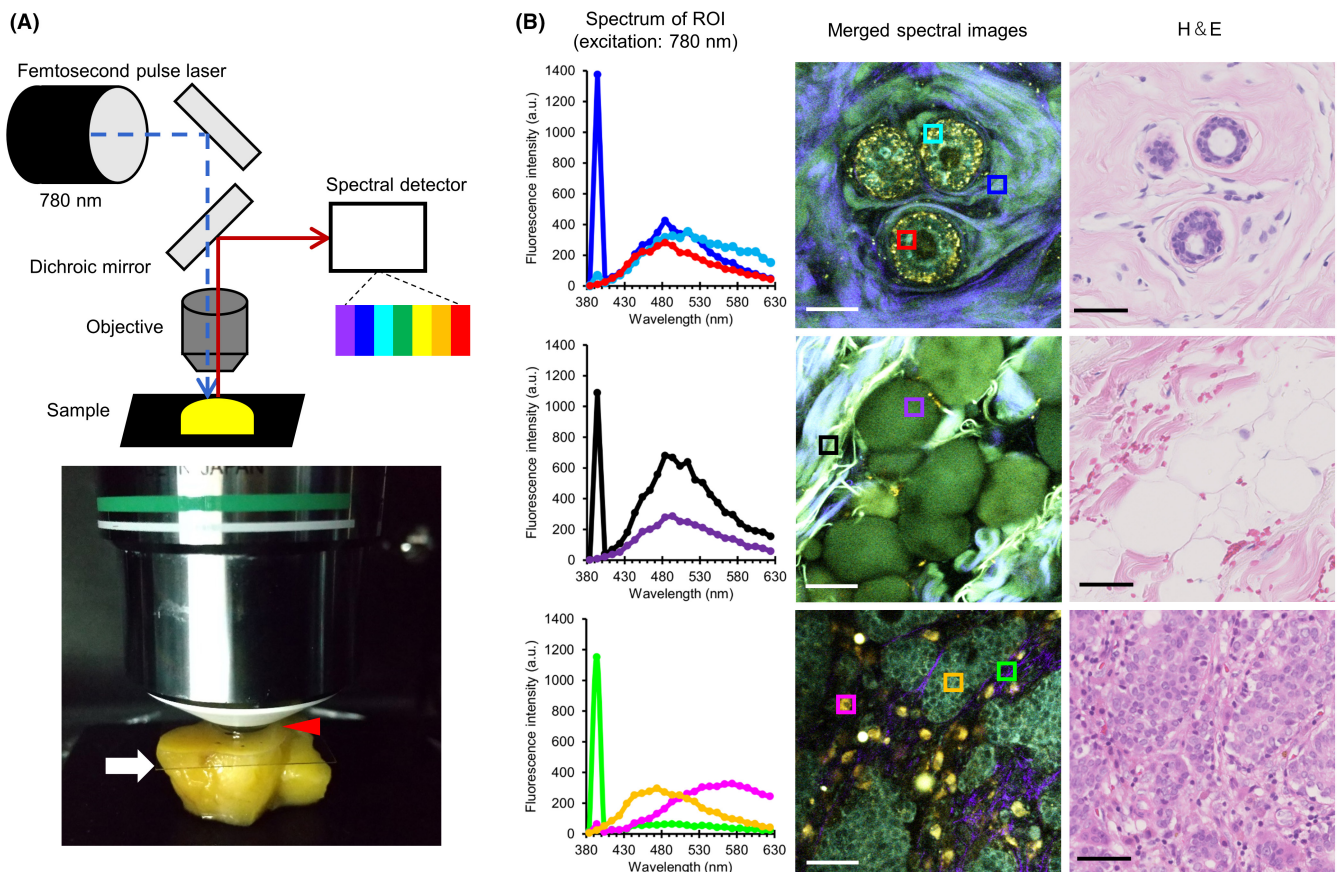 (A)
Femtosecond pulse laser
780 nm
Spectral detector
Dichroic mirror
Objective
Sample
JAPAN
(B)
Spectrum of ROI
(excitation: 780 nm)
Merged spectral images
H & E
Fluorescence intensity (a.u.)
1400
1200
1000
800
600
400
200
0
380 430 480 530 580 630
Wavelength (nm)
Fluorescence intensity (a.u.)
1400
1200
1000
800
600
400
200
0
380 430 480 530 580 630
Wavelength (nm)
Fluorescence intensity (a.u.)
1400
1200
1000
800
600
400
200
0
380 430 480 530 580 630
Wavelength (nm)